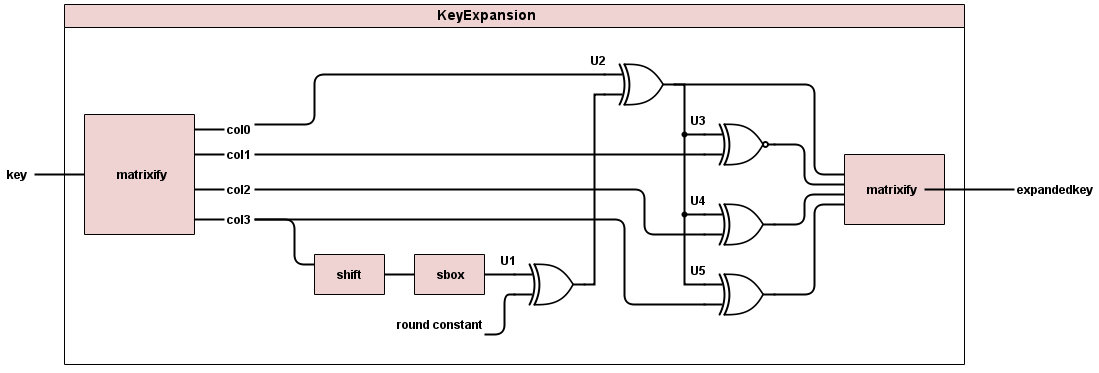 KeyExpansion
U2
U3
col0
col1
key
matrixify
matrixify
col2
expandedkey
U4
col3
U1
U5
shift
sbox
round constant